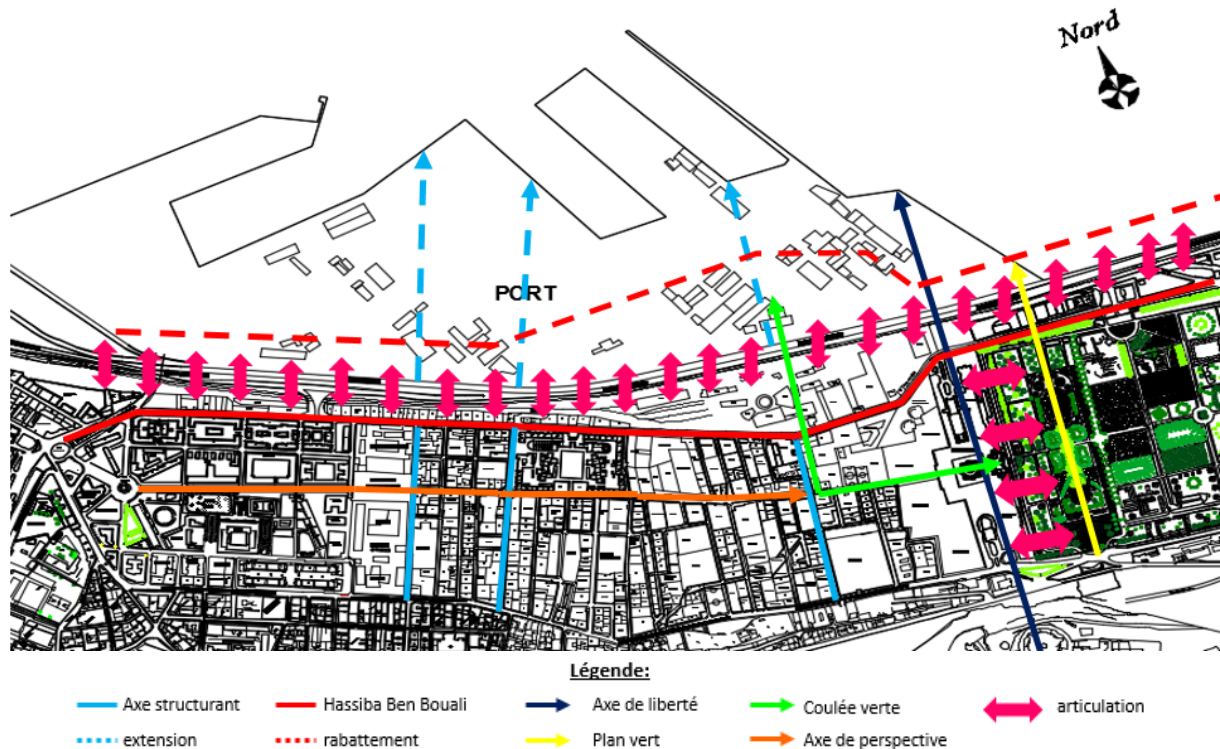 Nord
PORT
Légende:
Axe structurant
Hassiba Ben Bouali
Axe de liberté
Coulée verte
articulation
extension
rabattement
Plan vert
Axe de perspective